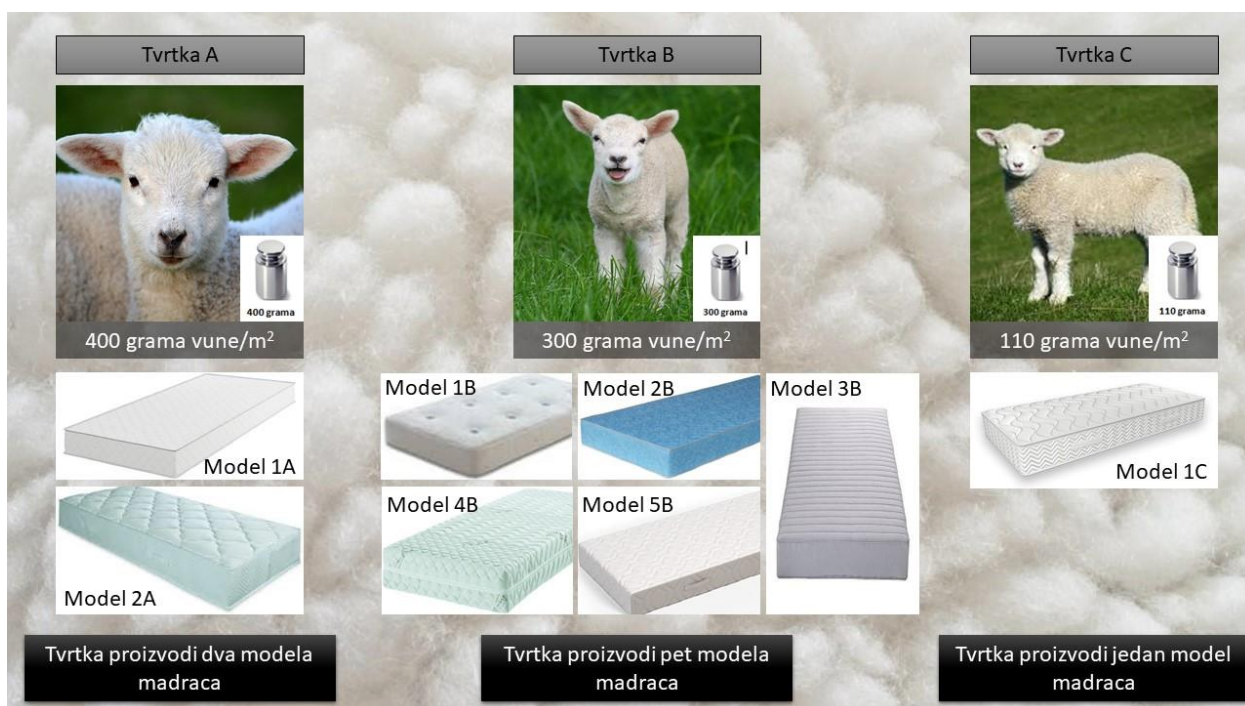 Tvrtka A
Tvrtka B
Tvrtka C
400 grama
300 grama
110 grama
400 grama vune/m²
300 grama vune/m²
110 grama vune/m²
Model 1A
Model 2A
Model 1B
Model 2B
Model 3B
Model 4B
Model 5B
Model 1C
Tvrtka proizvodi dva modela
madraca
Tvrtka proizvodi pet modela
madraca
Tvrtka proizvodi jedan model
madraca